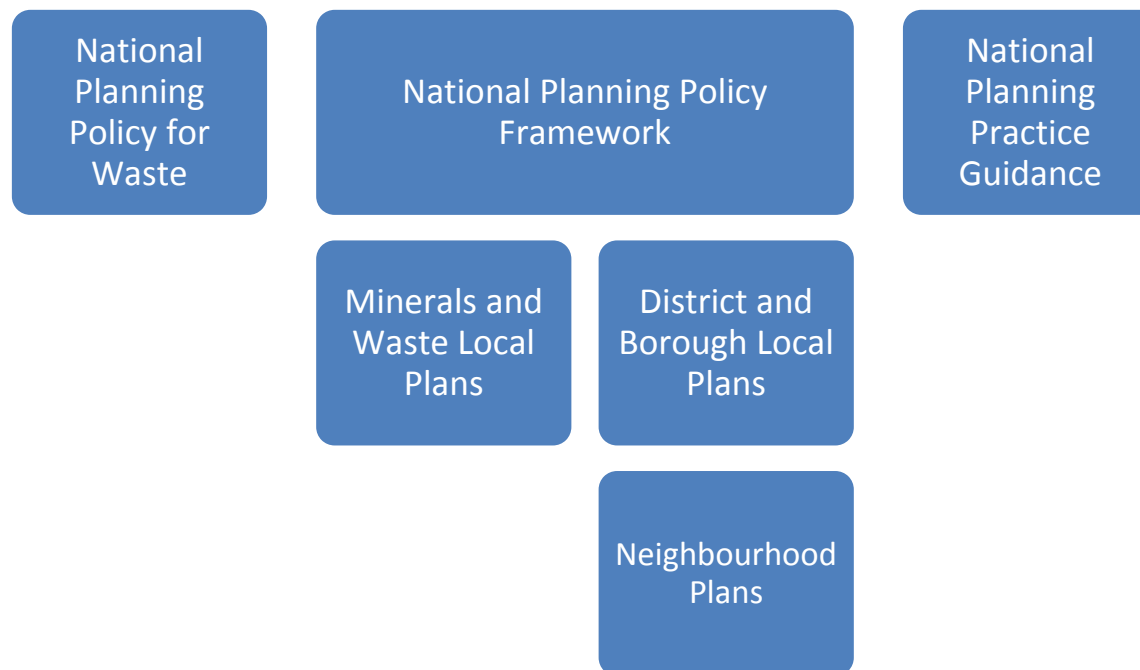 National
Planning
Policy for
Waste
National Planning Policy
Framework
National
Planning
Practice
Guidance
Minerals and
Waste Local
Plans
District and
Borough Local
Plans
Neighbourhood
Plans